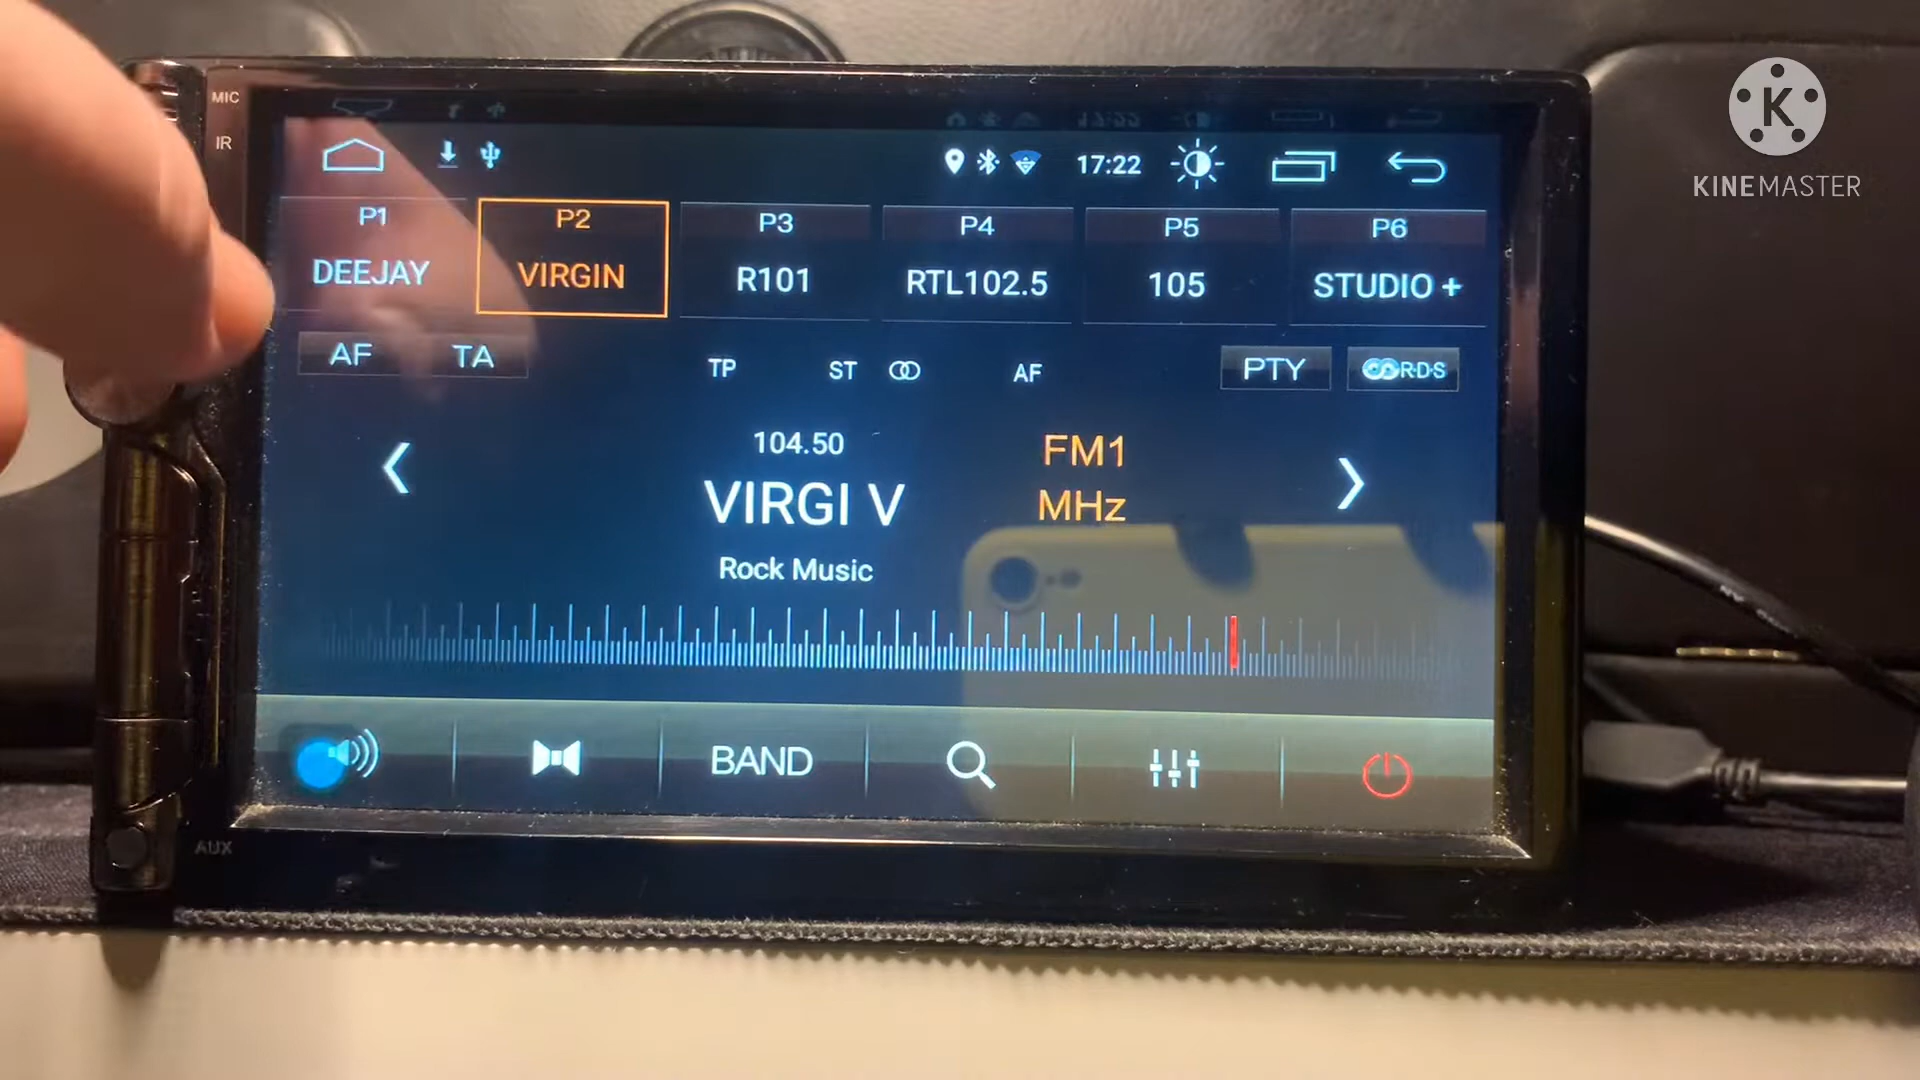 MIC
IR
17:22
P1
P2
P3
P4
P5
P6
DEEJAY
VIRGIN
R101
RTL102.5
105
STUDIO +
AF
TA
TP
ST
AF
PTY
RDS
104.50
FM1
VIRGI V
MHz
Rock Music
BAND
AUX
K
KINEMASTER